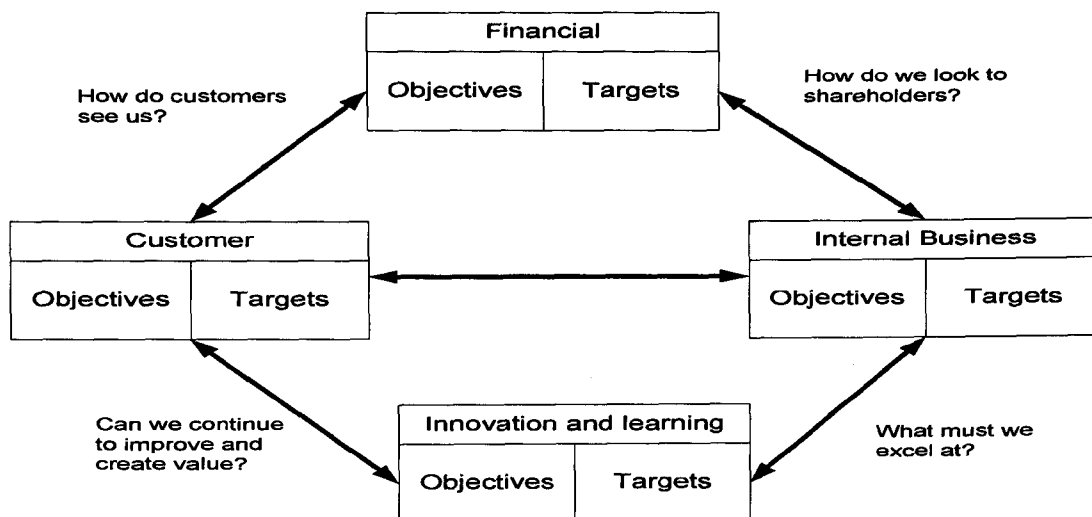 Financial
Objectives Targets
How do customers
see us?
How do we look to
shareholders?
Customer
Objectives Targets
Internal Business
Objectives Targets
Can we continue
to improve and
create value?
Innovation and learning
Objectives Targets
What must we
excel at?